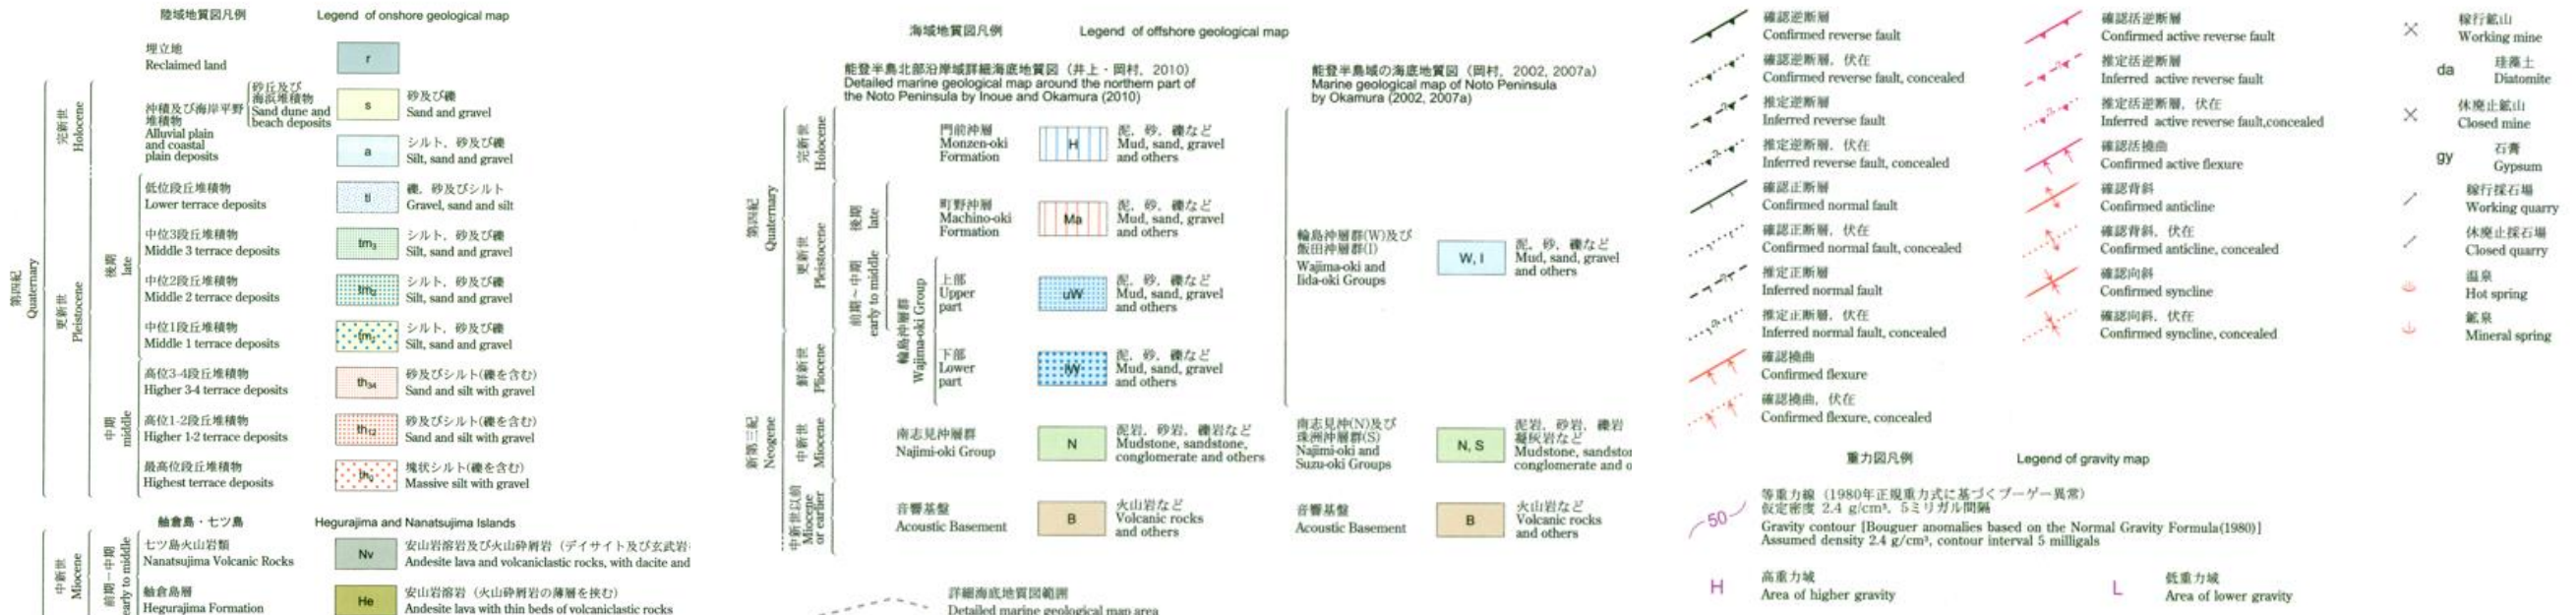 陸域地質図凡例 Legend of onshore geological map
埋立地
Reclaimed land
r
第四紀
Quaternary
完新世
Holocene
沖積及び海岸平野
堆積物
Alluvial plain
and coastal
plain deposits
砂丘及び
海浜堆積物
Sand dune and
beach deposits
s
砂及び礫
Sand and gravel
a
シルト、砂及び礫
Silt, sand and gravel
更新世
Pleistocene
後期
late
低位段丘堆積物
Lower terrace deposits
tl
礫，砂及びシルト
Gravel, sand and silt
中位3段丘堆積物
Middle 3 terrace deposits
tm₃
シルト、砂及び礫
Silt, sand and gravel
中位2段丘堆積物
Middle 2 terrace deposits
tm₂
シルト、砂及び礫
Silt, sand and gravel
中位1段丘堆積物
Middle 1 terrace deposits
tm₁
シルト、砂及び礫
Silt, sand and gravel
中期
middle
高位3-4段丘堆積物
Higher 3-4 terrace deposits
th₃₄
砂及びシルト(礫を含む)
Sand and silt with gravel
高位1-2段丘堆積物
Higher 1-2 terrace deposits
th₁₂
砂及びシルト(礫を含む)
Sand and silt with gravel
最高位段丘堆積物
Highest terrace deposits
th₀
塊状シルト(礫を含む)
Massive silt with gravel
舳倉島・七ツ島 Hegurajima and Nanatsujima Islands
中新世
Miocene
前期－中期
early to middle
七ツ島火山岩類
Nanatsujima Volcanic Rocks
Nv
安山岩溶岩及び火山砕屑岩（デイサイト及び玄武岩
Andesite lava and volcaniclastic rocks, with dacite and
舳倉島層
Hegurajima Formation
He
安山岩溶岩（火山砕屑岩の薄層を挟む）
Andesite lava with thin beds of volcaniclastic rocks
海域地質図凡例 Legend of offshore geological map
能登半島北部沿岸域詳細海底地質図（井上・岡村，2010）
Detailed marine geological map around the northern part of
the Noto Peninsula by Inoue and Okamura (2010)
能登半島域の海底地質図（岡村，2002, 2007a）
Marine geological map of Noto Peninsula
by Okamura (2002, 2007a)
第四紀
Quaternary
完新世
Holocene
門前沖層
Monzen-oki
Formation
H
泥，砂，礫など
Mud, sand, gravel
and others
更新世
Pleistocene
後期
late
町野沖層
Machino-oki
Formation
Ma
泥，砂，礫など
Mud, sand, gravel
and others
前期～中期
early to middle
輪島沖層群
Wajima-oki Group
上部
Upper
part
uW
泥，砂，礫など
Mud, sand, gravel
and others
輪島沖層群(W)及び
飯田沖層群(I)
Wajima-oki and
Iida-oki Groups
W, I
泥，砂，礫など
Mud, sand, gravel
and others
新第三紀
Neogene
鮮新世
Pliocene
下部
Lower
part
lW
泥，砂，礫など
Mud, sand, gravel
and others
中新世
Miocene
南志見沖層群
Najimi-oki Group
N
泥岩，砂岩，礫岩など
Mudstone, sandstone,
conglomerate and others
南志見沖(N)及び
珠洲沖層群(S)
Najimi-oki and
Suzu-oki Groups
N, S
泥岩，砂岩，礫岩
凝灰岩など
Mudstone, sandsto
conglomerate and o
中新世以前
Miocene
or earlier
音響基盤
Acoustic Basement
B
火山岩など
Volcanic rocks
and others
音響基盤
Acoustic Basement
B
火山岩など
Volcanic rocks
and others
詳細海底地質図範囲
Detailed marine geological map area
確認逆断層
Confirmed reverse fault
確認逆断層，伏在
Confirmed reverse fault, concealed
推定逆断層
Inferred reverse fault
推定逆断層，伏在
Inferred reverse fault, concealed
確認正断層
Confirmed normal fault
確認正断層，伏在
Confirmed normal fault, concealed
推定正断層
Inferred normal fault
推定正断層，伏在
Inferred normal fault, concealed
確認撓曲
Confirmed flexure
確認撓曲，伏在
Confirmed flexure, concealed
確認活逆断層
Confirmed active reverse fault
推定活逆断層
Inferred active reverse fault
推定活逆断層，伏在
Inferred active reverse fault,concealed
確認活撓曲
Confirmed active flexure
確認背斜
Confirmed anticline
確認背斜，伏在
Confirmed anticline, concealed
確認向斜
Confirmed syncline
確認向斜，伏在
Confirmed syncline, concealed
稼行鉱山
Working mine
da
珪藻土
Diatomite
休廃止鉱山
Closed mine
gy
石膏
Gypsum
稼行採石場
Working quarry
休廃止採石場
Closed quarry
温泉
Hot spring
鉱泉
Mineral spring
重力図凡例 Legend of gravity map
50
等重力線（1980年正規重力式に基づくブーゲー異常）
仮定密度 2.4 g/cm³，5ミリガル間隔
Gravity contour [Bouguer anomalies based on the Normal Gravity Formula(1980)]
Assumed density 2.4 g/cm³, contour interval 5 milligals
H
高重力域
Area of higher gravity
L
低重力域
Area of lower gravity